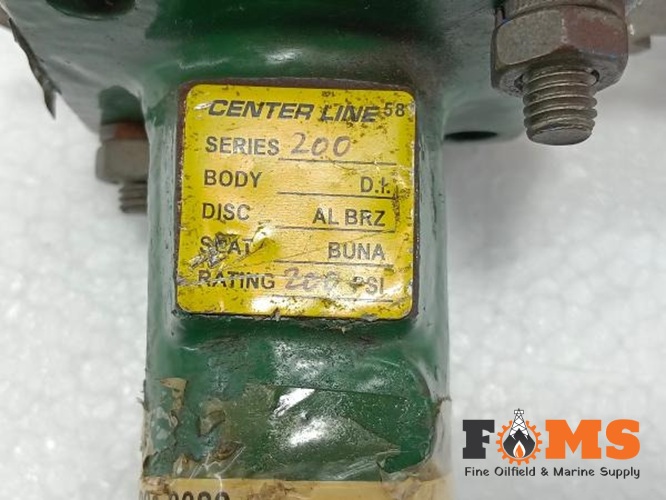 CENTER LINE 58
SERIES 200
BODY D.I.
DISC AL BRZ
SEAT BUNA
RATING 200 PSI
FOMS
Fine Oilfield & Marine Supply